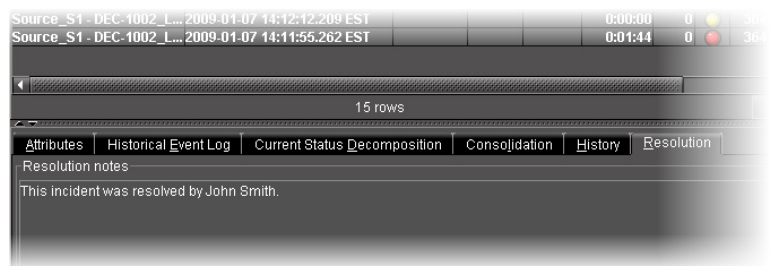 Source_S1 - DEC-1002_L... 2009-01-07 14:12:12.209 EST 0:00:00 0 364
Source_S1 - DEC-1002_L... 2009-01-07 14:11:55.262 EST 0:01:44 0 364
15 rows
Attributes Historical Event Log Current Status Decomposition Consolidation History Resolution
Resolution notes
This incident was resolved by John Smith.